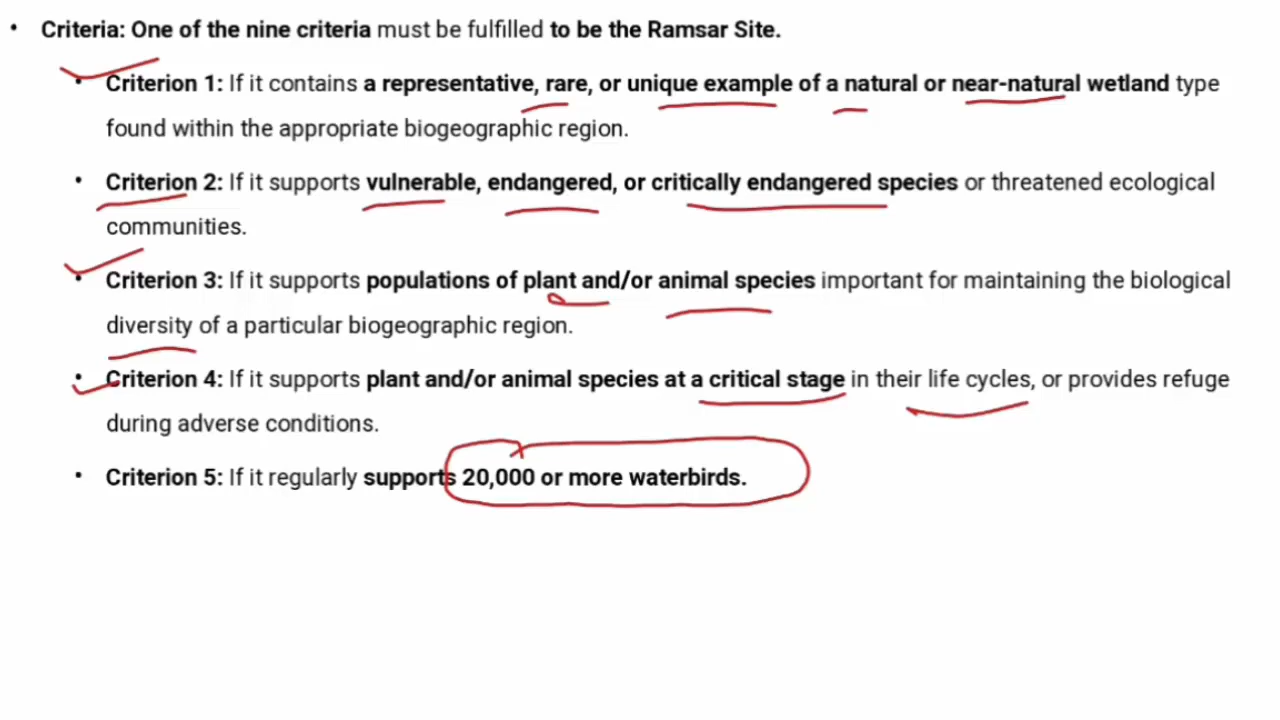 • Criteria: One of the nine criteria must be fulfilled to be the Ramsar Site.
• Criterion 1: If it contains a representative, rare, or unique example of a natural or near-natural wetland type
found within the appropriate biogeographic region.
• Criterion 2: If it supports vulnerable, endangered, or critically endangered species or threatened ecological
communities.
• Criterion 3: If it supports populations of plant and/or animal species important for maintaining the biological
diversity of a particular biogeographic region.
• Criterion 4: If it supports plant and/or animal species at a critical stage in their life cycles, or provides refuge
during adverse conditions.
• Criterion 5: If it regularly supports 20,000 or more waterbirds.